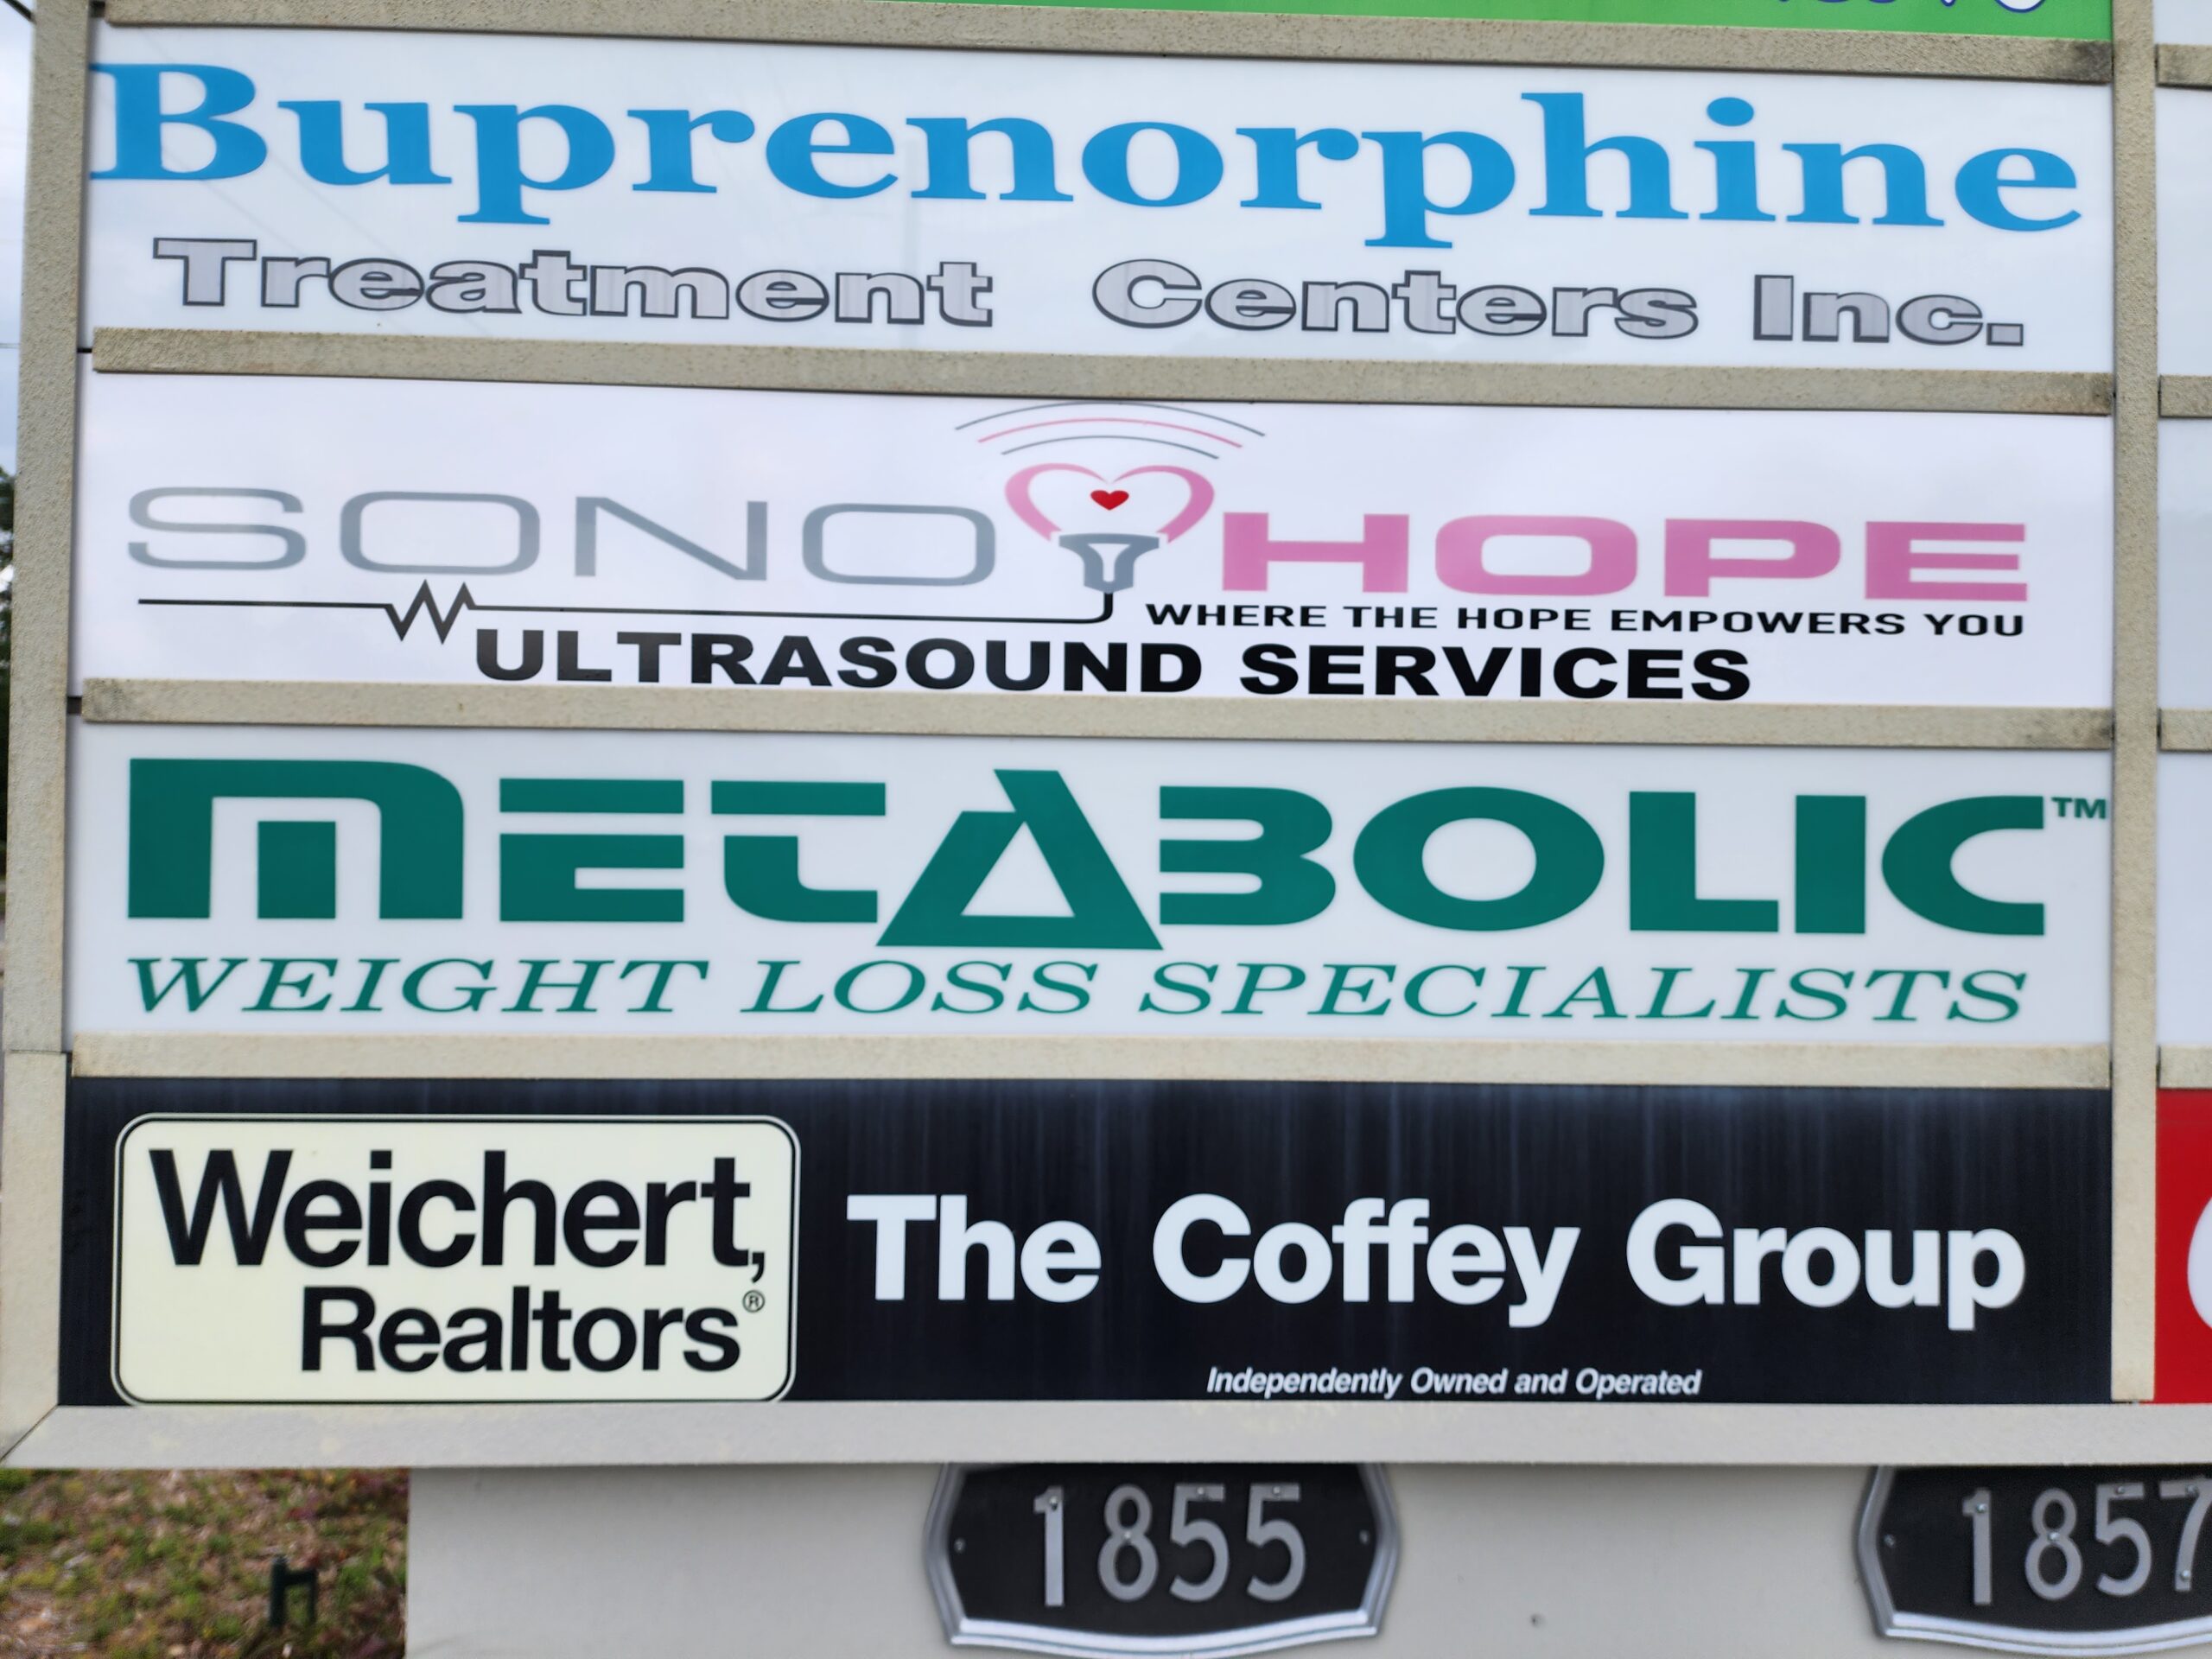 Buprenorphine
Treatment Centers Inc.
SONO HOPE
WHERE THE HOPE EMPOWERS YOU
ULTRASOUND SERVICES
METABOLIC™
WEIGHT LOSS SPECIALISTS
Weichert,
Realtors®
The Coffey Group
Independently Owned and Operated
1855
1857